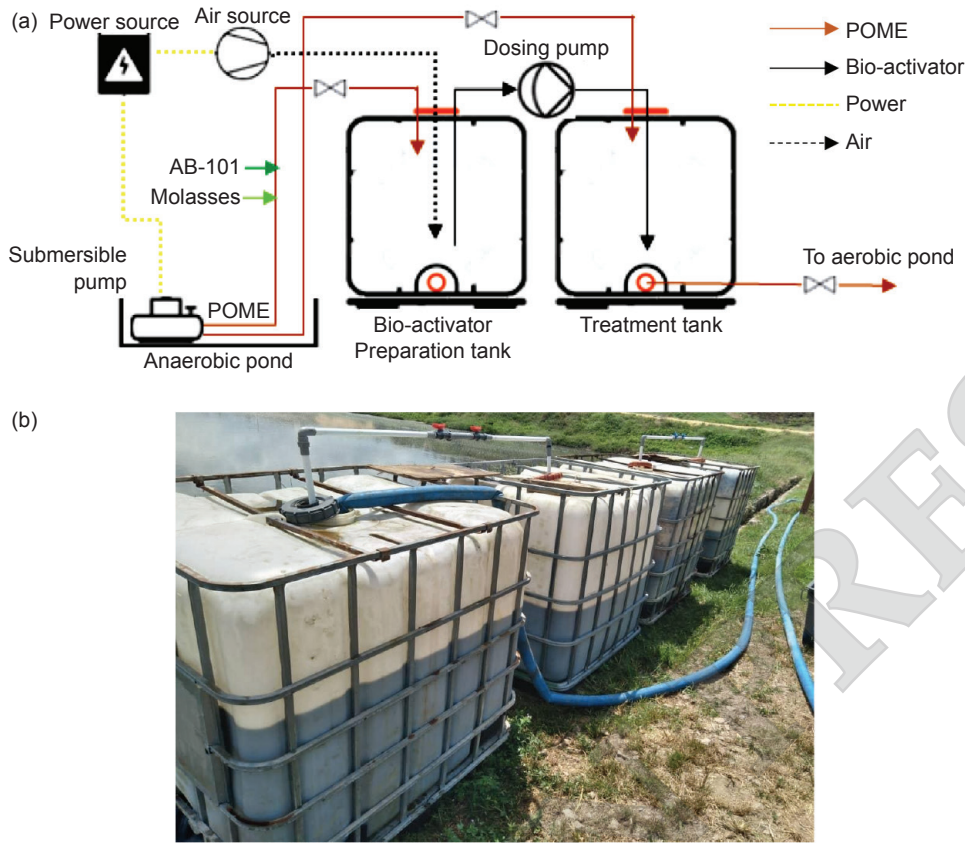 (a)
Power source
Air source
Dosing pump
POME
Bio-activator
Power
Air
AB-101
Molasses
Submersible
pump
POME
Anaerobic pond
Bio-activator
Preparation tank
Treatment tank
To aerobic pond
(b)
RES